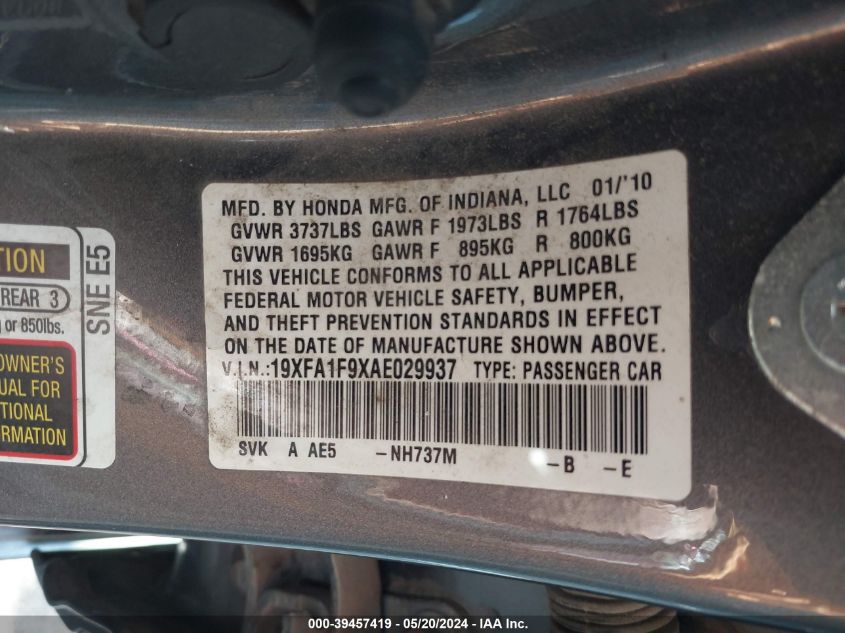 MFD. BY HONDA MFG. OF INDIANA, LLC 01/'10
GVWR 3737LBS GAWR F 1973LBS R 1764LBS
GVWR 1695KG GAWR F 895KG R 800KG
THIS VEHICLE CONFORMS TO ALL APPLICABLE
FEDERAL MOTOR VEHICLE SAFETY, BUMPER,
AND THEFT PREVENTION STANDARDS IN EFFECT
ON THE DATE OF MANUFACTURE SHOWN ABOVE.
V.I.N.:19XFA1F9XAE029937 TYPE: PASSENGER CAR
SVK A AE5 -NH737M -B -E
TION
REAR 3
or 850lbs.
OWNER'S
UAL FOR
TIONAL
RMATION
SNE E5
000-39457419 - 05/20/2024 - IAA Inc.